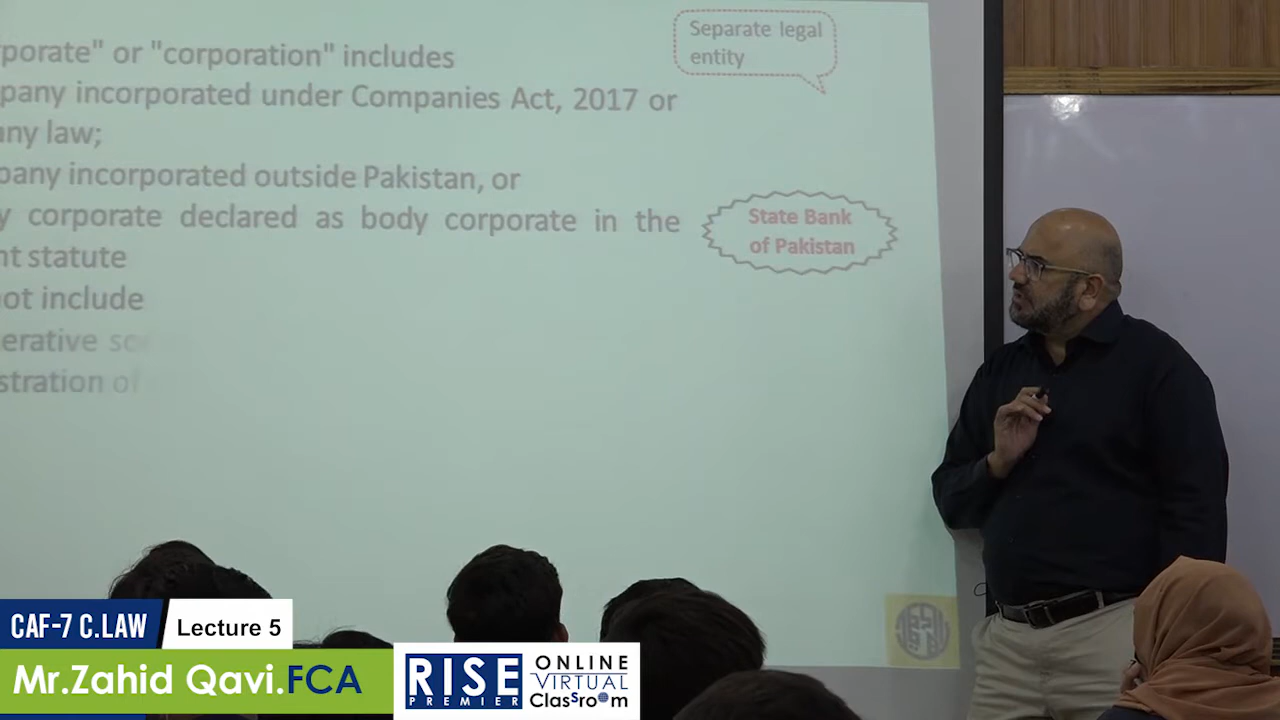 porate" or "corporation" includes
pany incorporated under Companies Act, 2017 or
any law;
pany incorporated outside Pakistan, or
y corporate declared as body corporate in the
nt statute
not include
erative so
stration of
Separate legal
entity
State Bank
of Pakistan
CAF-7 C.LAW
Lecture 5
Mr.Zahid Qavi.FCA
RISE
PREMIER
ONLINE
VIRTUAL
Classroom